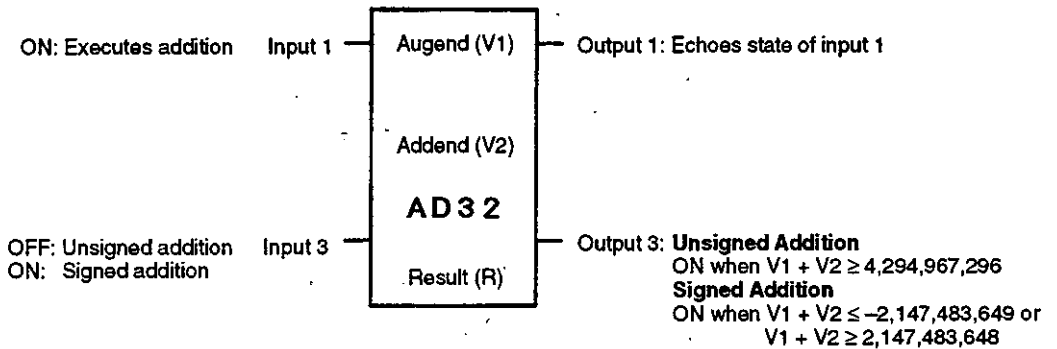 ON: Executes addition Input 1 Augend (V1) Output 1: Echoes state of input 1
Addend (V2)
AD32
OFF: Unsigned addition Input 3 Output 3: Unsigned Addition
ON: Signed addition ON when V1 + V2 ≥ 4,294,967,296
Result (R) Signed Addition
ON when V1 + V2 ≤ –2,147,483,649 or
V1 + V2 ≥ 2,147,483,648